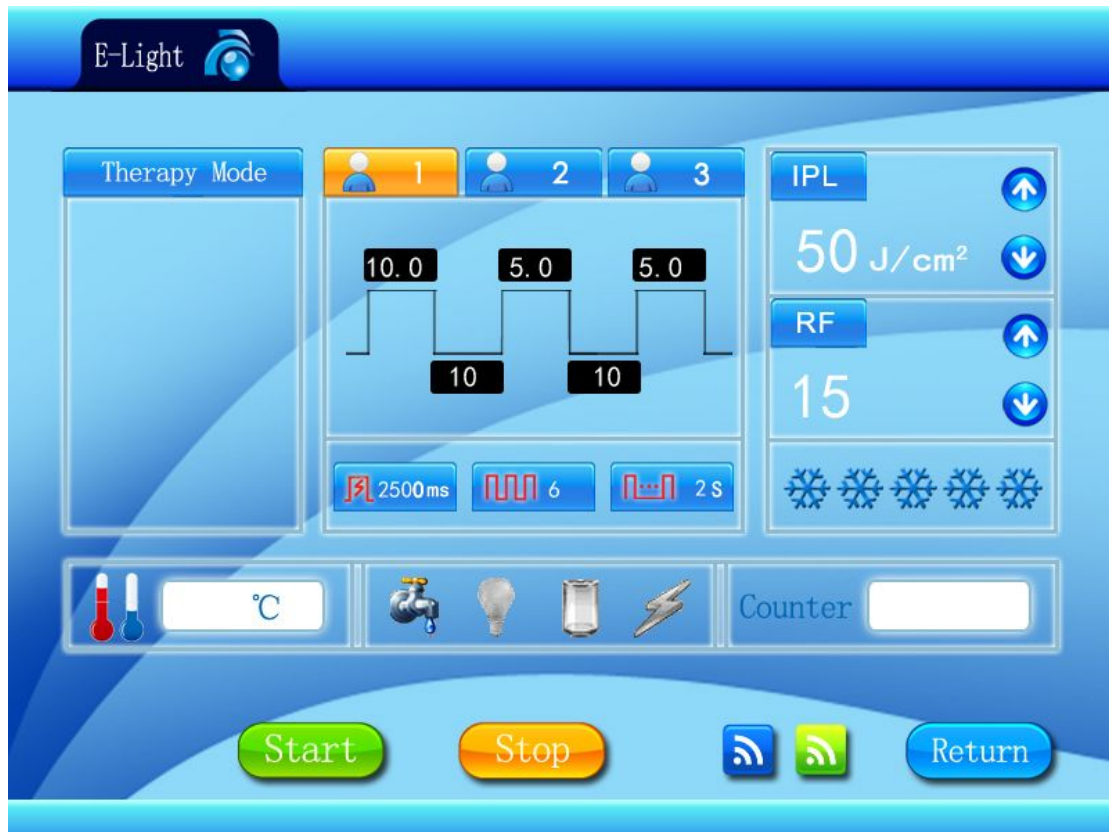 E-Light
Therapy Mode
1
2
3
10.0
5.0
5.0
10
10
2500ms
6
2S
IPL
50 J/cm²
RF
15
℃
Counter
Start
Stop
Return